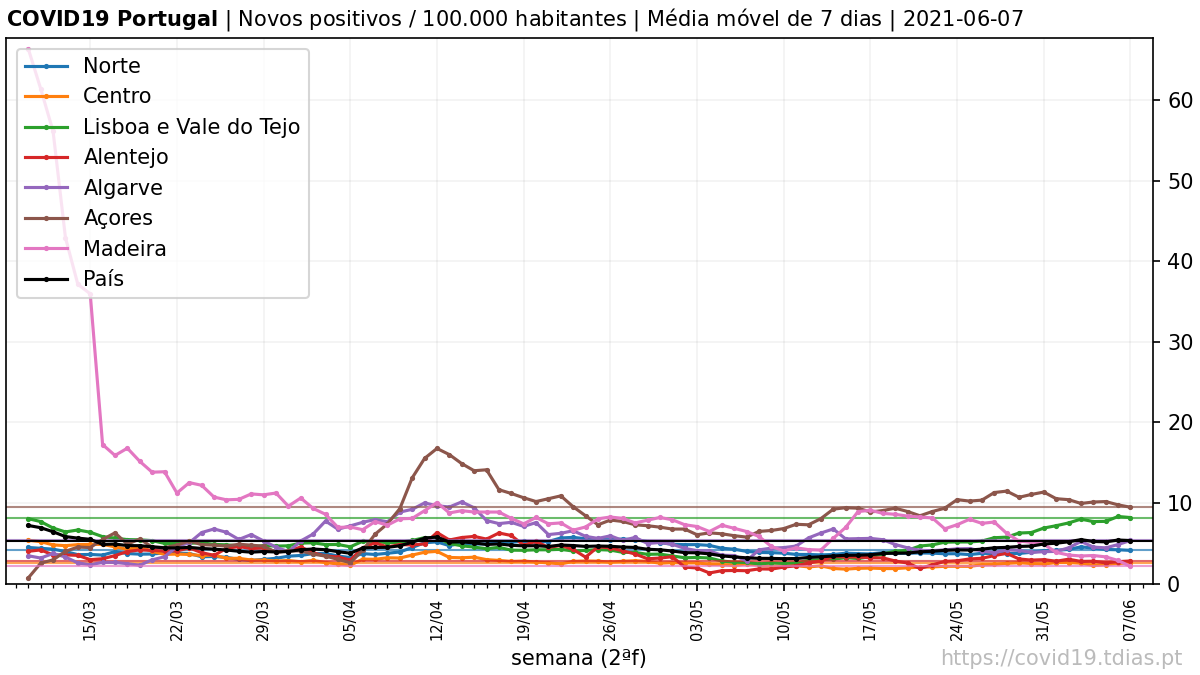 COVID19 Portugal | Novos positivos / 100.000 habitantes | Média móvel de 7 dias | 2021-06-07
Norte
Centro
Lisboa e Vale do Tejo
Alentejo
Algarve
Açores
Madeira
País
60
50
40
30
20
10
0
15/03
22/03
29/03
05/04
12/04
19/04
26/04
03/05
10/05
17/05
24/05
31/05
07/06
semana (2ªf)
https://covid19.tdias.pt